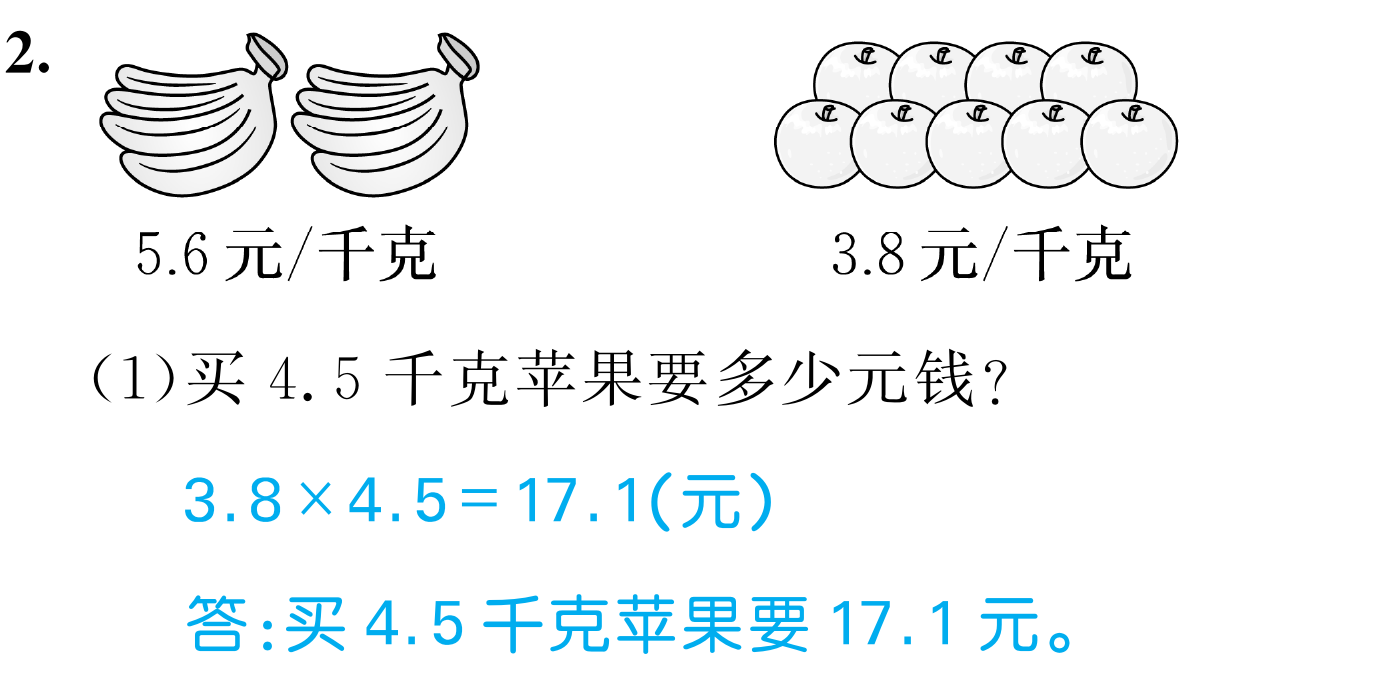 2.
5.6元/千克 3.8元/千克
(1)买 4.5 千克苹果要多少元钱?
3.8×4.5=17.1(元)
答:买 4.5 千克苹果要 17.1 元。